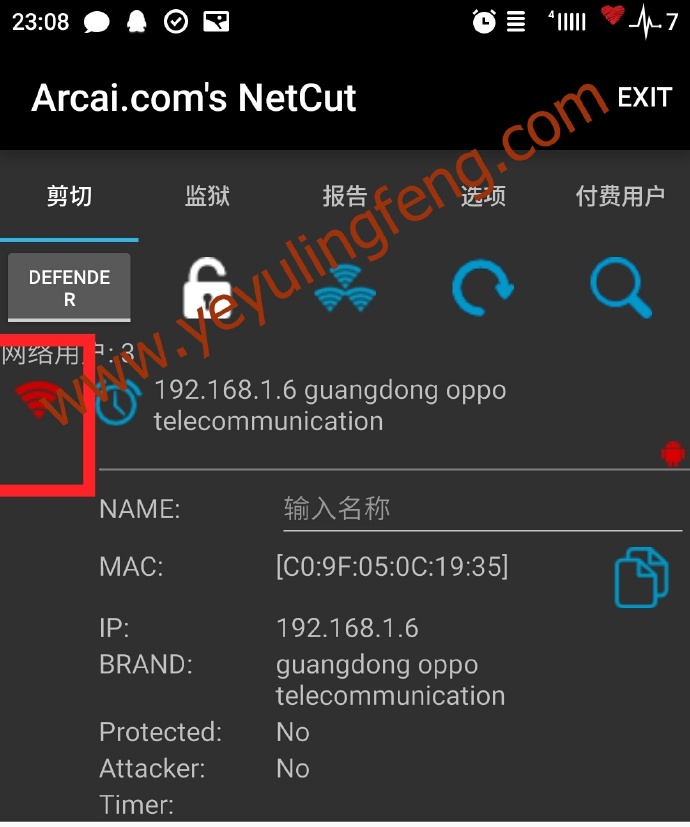 23:08
4
7
Arcai.com's NetCut
EXIT
剪切
监狱
报告
选项
付费用户
DEFENDE
R
网络用户: 3
192.168.1.6 guangdong oppo
telecommunication
NAME:
输入名称
MAC:
[C0:9F:05:0C:19:35]
IP:
192.168.1.6
BRAND:
guangdong oppo
telecommunication
Protected:
No
Attacker:
No
Timer:
www.yeyulingfeng.com